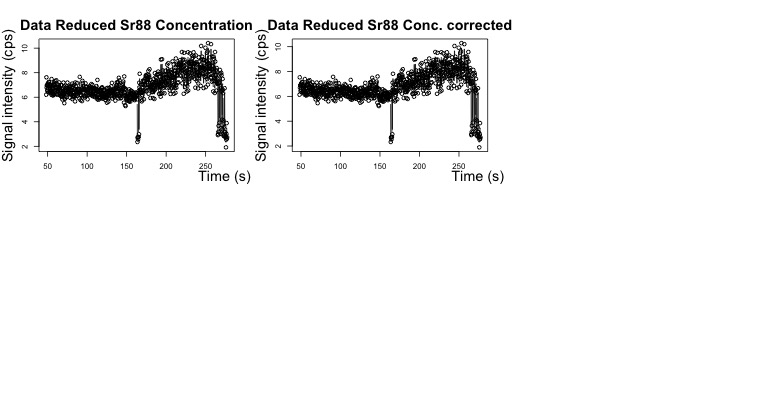 Data Reduced Sr88 Concentration
Signal intensity (cps)
2 4 6 8 10
50 100 150 200 250
Time (s)
Data Reduced Sr88 Conc. corrected
Signal intensity (cps)
2 4 6 8 10
50 100 150 200 250
Time (s)